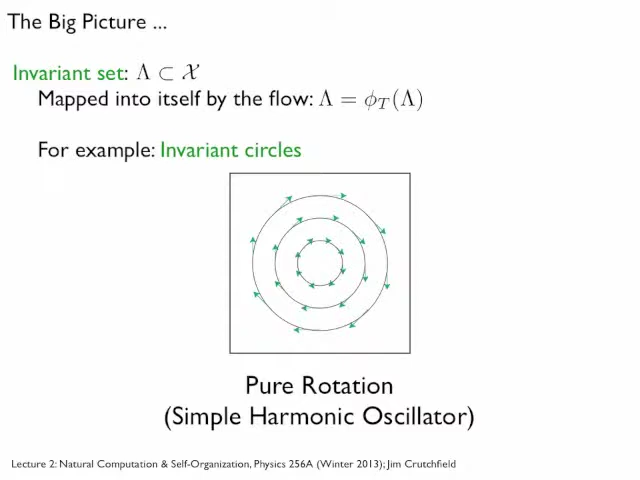 The Big Picture ...
Invariant set: Λ ⊂ 𝒳
Mapped into itself by the flow: Λ = ϕ_T(Λ)
For example: Invariant circles
Pure Rotation
(Simple Harmonic Oscillator)
Lecture 2: Natural Computation & Self-Organization, Physics 256A (Winter 2013); Jim Crutchfield